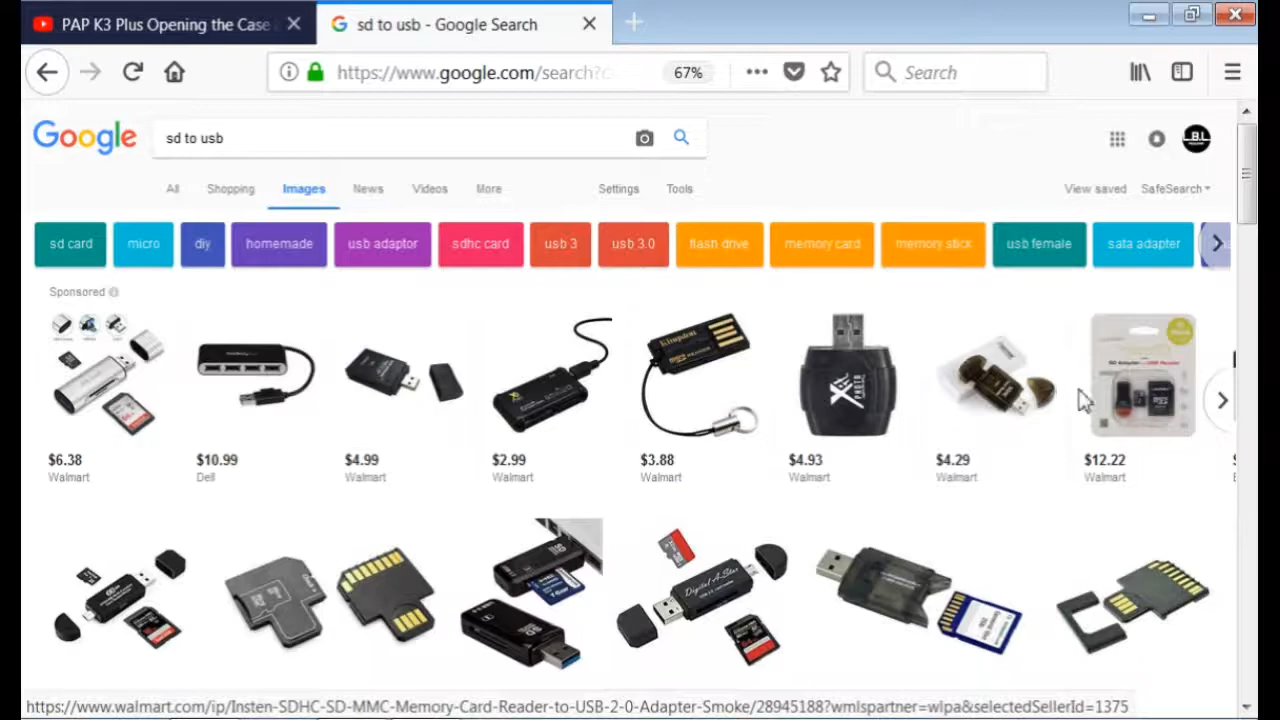 PAP K3 Plus Opening the Case
sd to usb - Google Search
https://www.google.com/search?
67%
Search
Google
sd to usb
B.I.
All Shopping Images News Videos More Settings Tools View saved SafeSearch
sd card micro diy homemade usb adaptor sdhc card usb 3 usb 3.0 flash drive memory card memory stick usb female sata adapter
Sponsored
Kingston
PHOTO
$6.38 $10.99 $4.99 $2.99 $3.88 $4.93 $4.29 $12.22
Walmart Dell Walmart Walmart Walmart Walmart Walmart Walmart
Digital A-Star
https://www.walmart.com/ip/Insten-SDHC-SD-MMC-Memory-Card-Reader-to-USB-2-0-Adapter-Smoke/28945188?wmlspartner=wlpa&selectedSellerId=1375